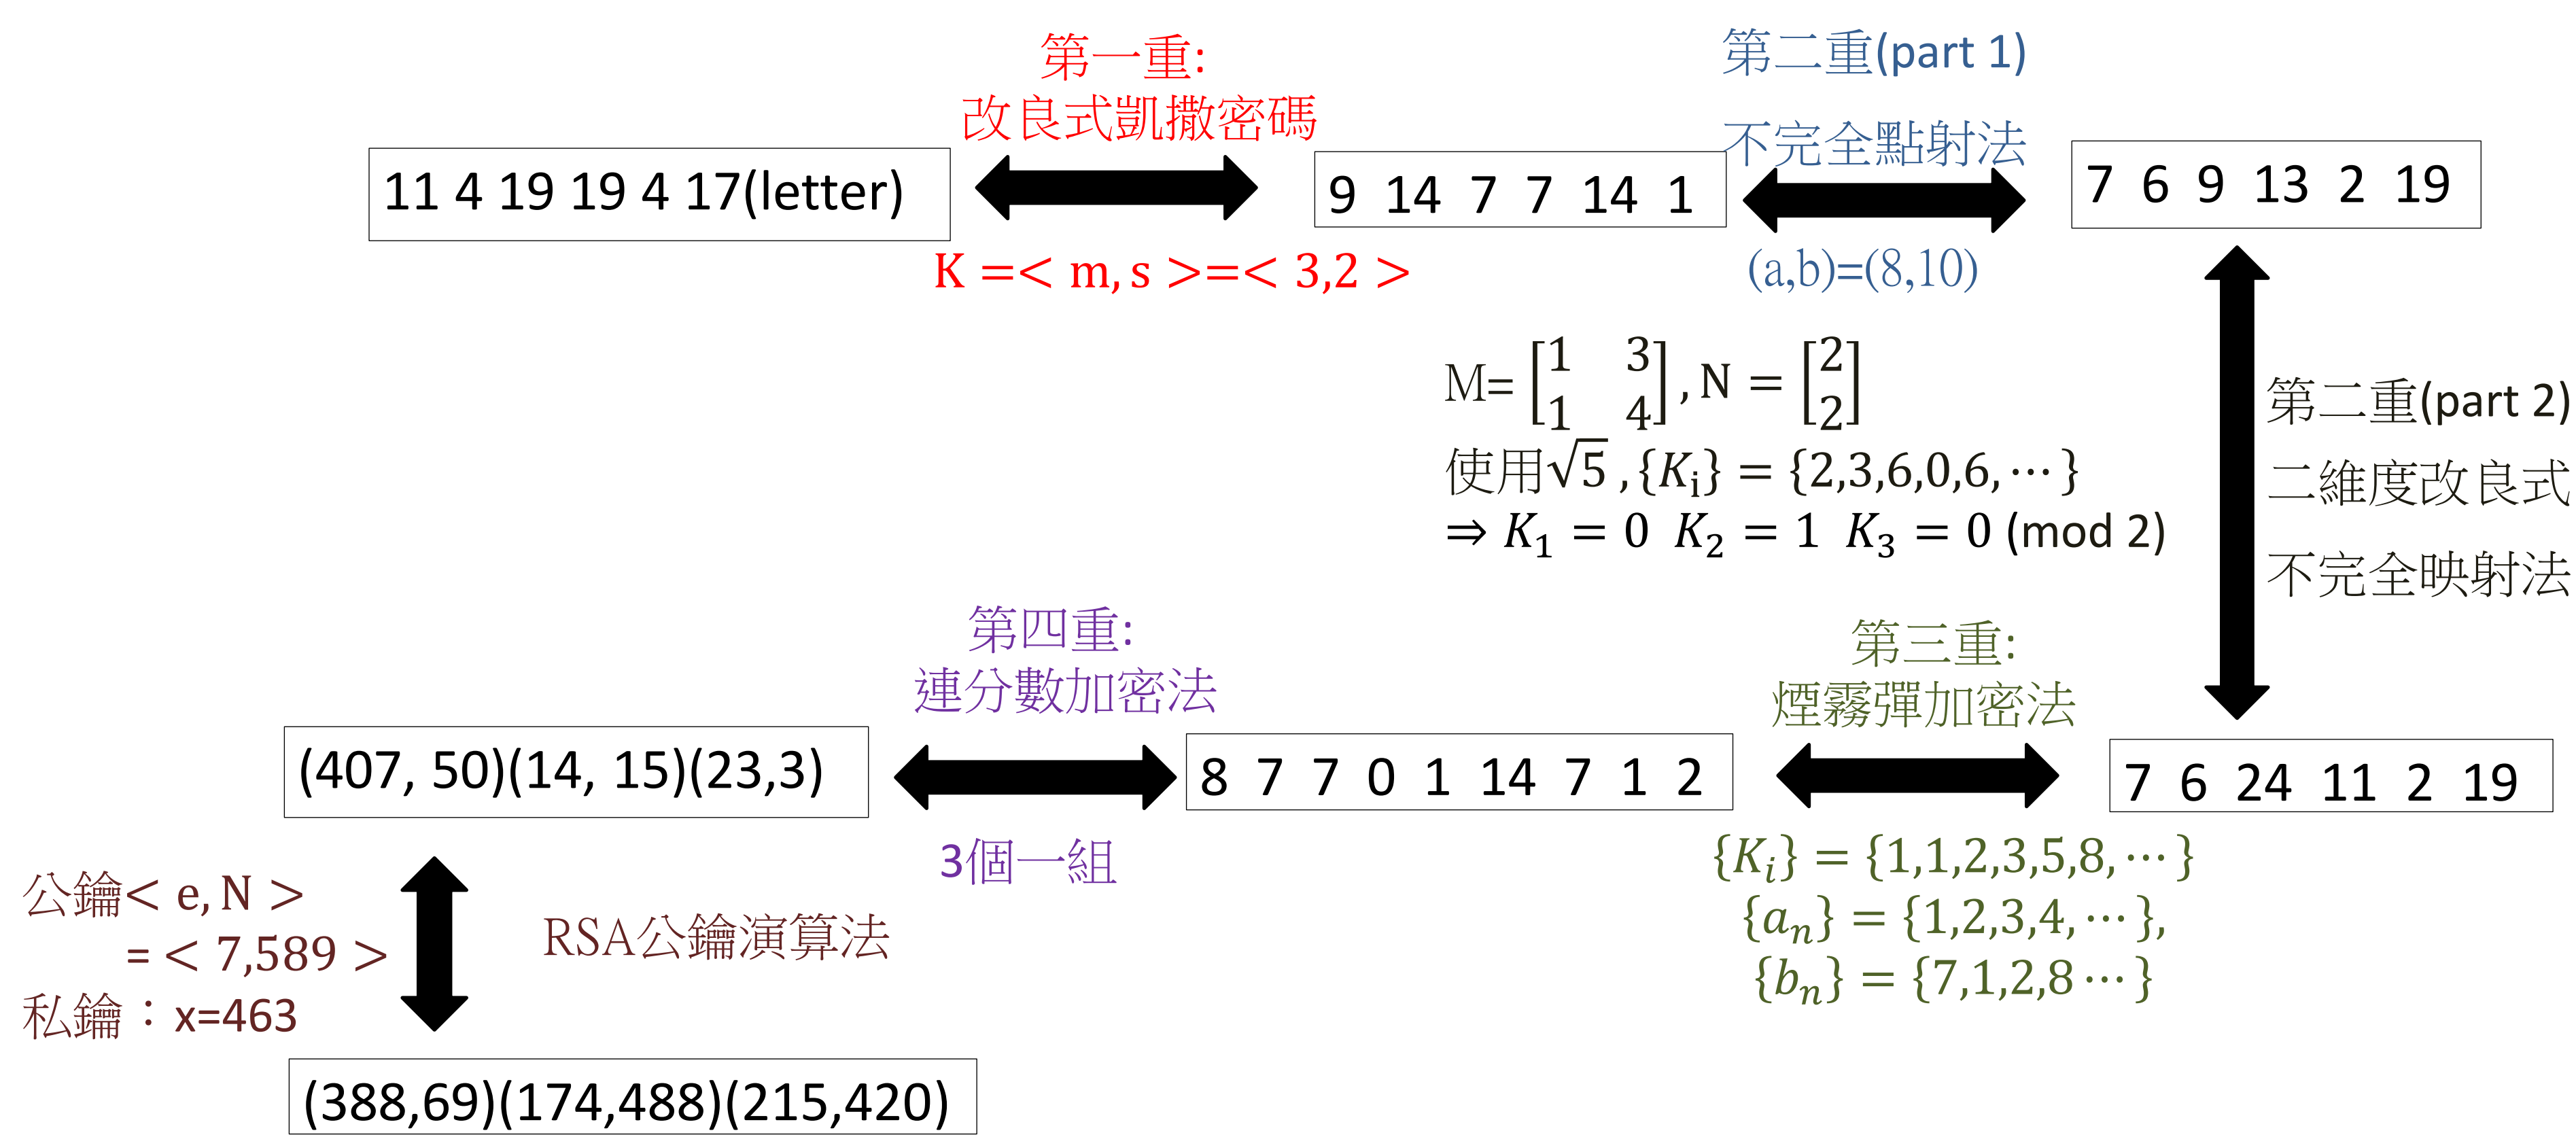 第一重:
改良式凱撒密碼
第二重(part 1)
不完全點射法
11 4 19 19 4 17(letter)
9 14 7 7 14 1
7 6 9 13 2 19
K =< m, s >=< 3,2 >
(a,b)=(8,10)
M= [1 3
1 4] , N = [2
2]
使用√5 , {K_i} = {2,3,6,0,6, ⋯ }
⇒ K_1 = 0 K_2 = 1 K_3 = 0 (mod 2)
第二重(part 2)
二維度改良式
不完全映射法
第四重:
連分數加密法
第三重:
煙霧彈加密法
(407, 50)(14, 15)(23,3)
8 7 7 0 1 14 7 1 2
7 6 24 11 2 19
3個一組
{K_i} = {1,1,2,3,5,8, ⋯ }
{a_n} = {1,2,3,4, ⋯ },
{b_n} = {7,1,2,8 ⋯ }
公鑰< e, N >
= < 7,589 >
私鑰：x=463
RSA公鑰演算法
(388,69)(174,488)(215,420)